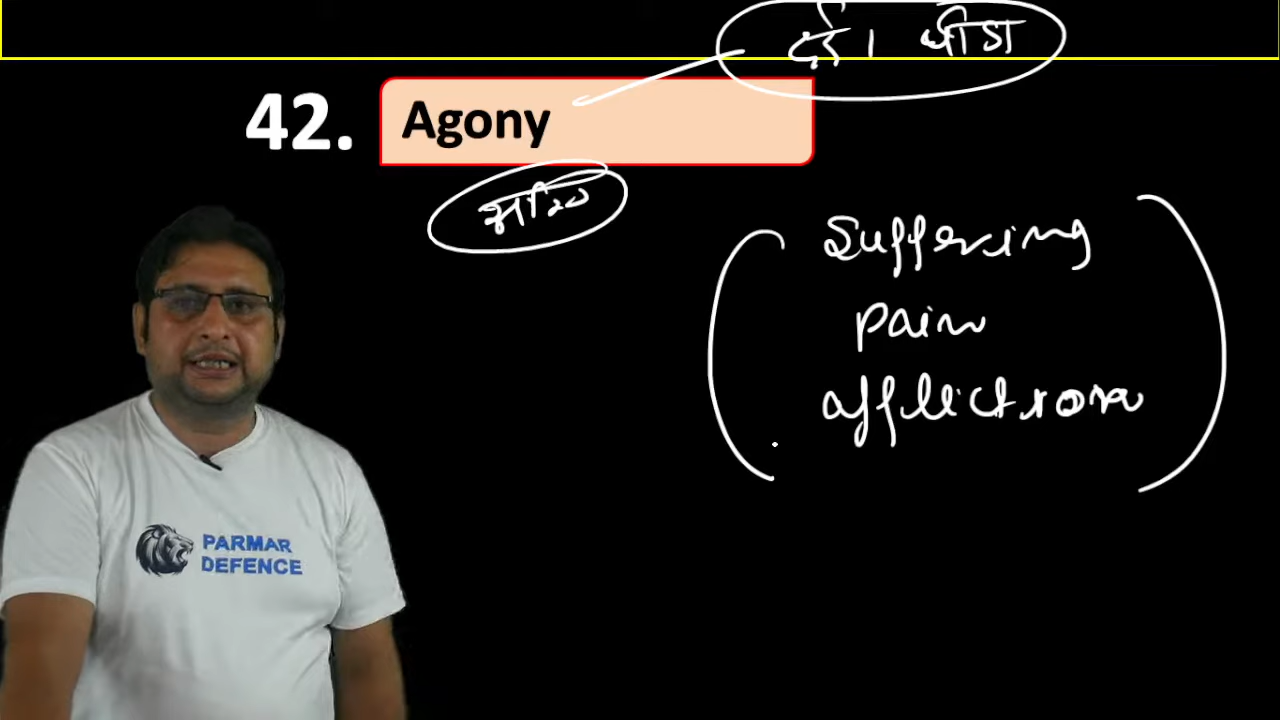 दर्द। पीडा
42. Agony
Suffering
pain
affliction
PARMAR
DEFENCE